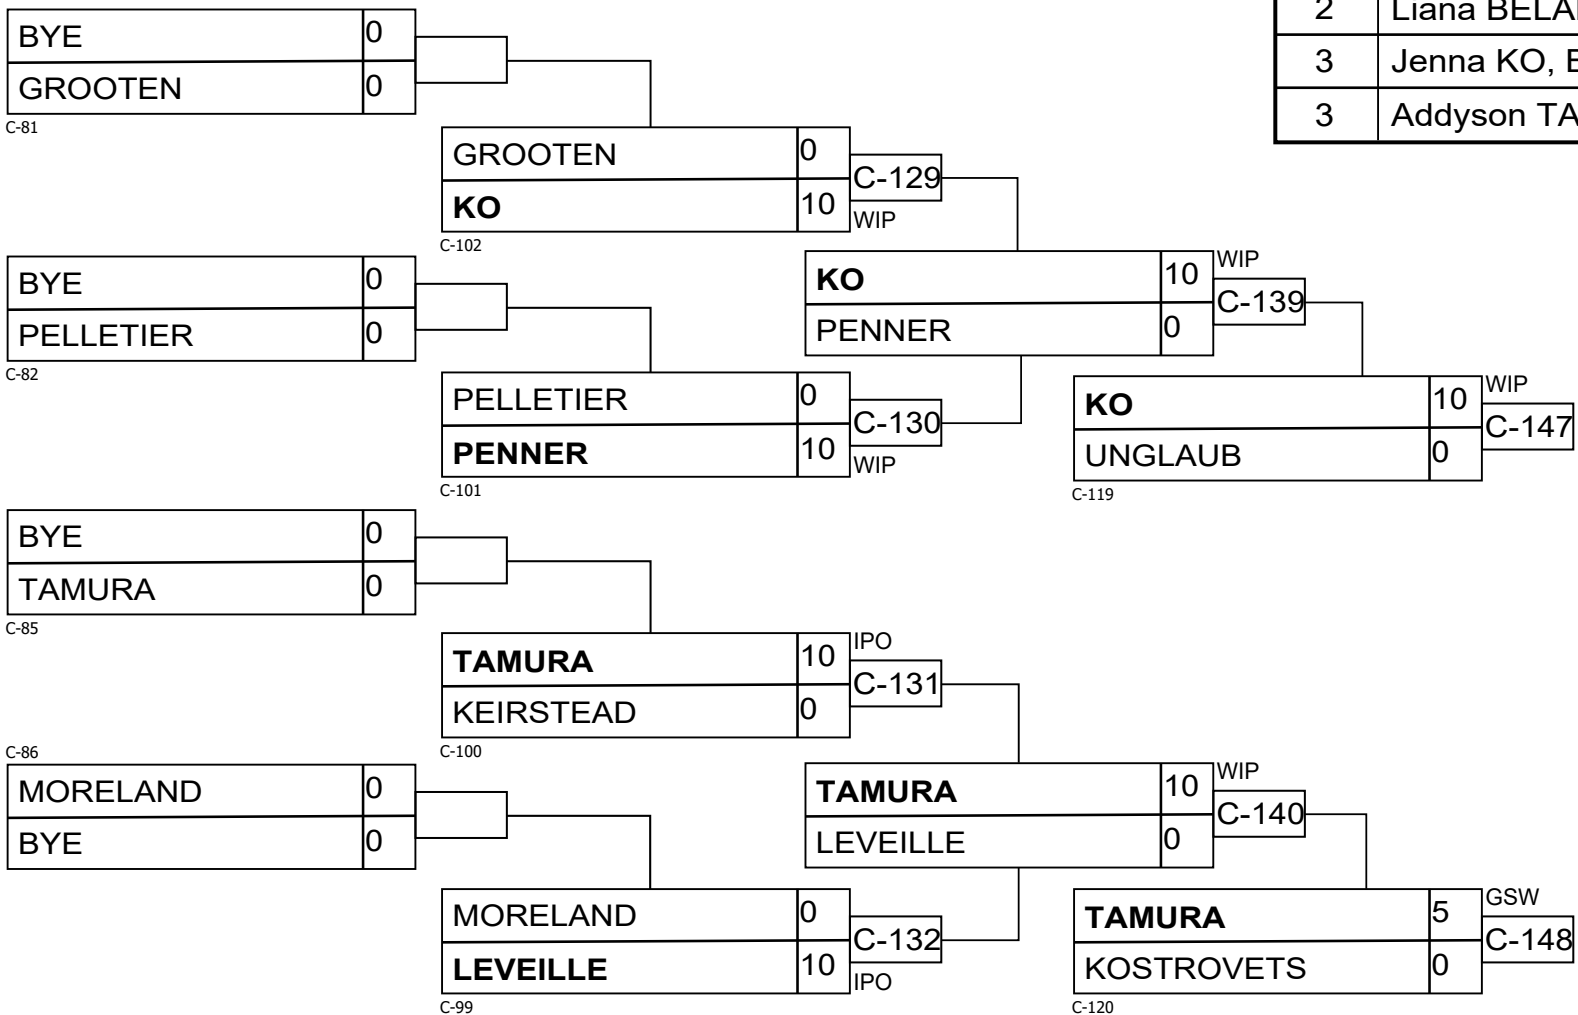 2 Liana
3 Jenna KO,
3 Addyson
BYE 0
GROOTEN 0
C-81
GROOTEN 0
KO 10
C-129
WIP
C-102
BYE 0
PELLETIER 0
C-82
KO 10
PENNER 0
WIP
C-139
PELLETIER 0
PENNER 10
C-130
WIP
C-101
KO 10
UNGLAUB 0
WIP
C-147
C-119
BYE 0
TAMURA 0
C-85
TAMURA 10
KEIRSTEAD 0
IPO
C-131
C-100
C-86
MORELAND 0
BYE 0
TAMURA 10
LEVEILLE 0
WIP
C-140
MORELAND 0
LEVEILLE 10
C-132
IPO
C-99
TAMURA 5
KOSTROVETS 0
GSW
C-148
C-120